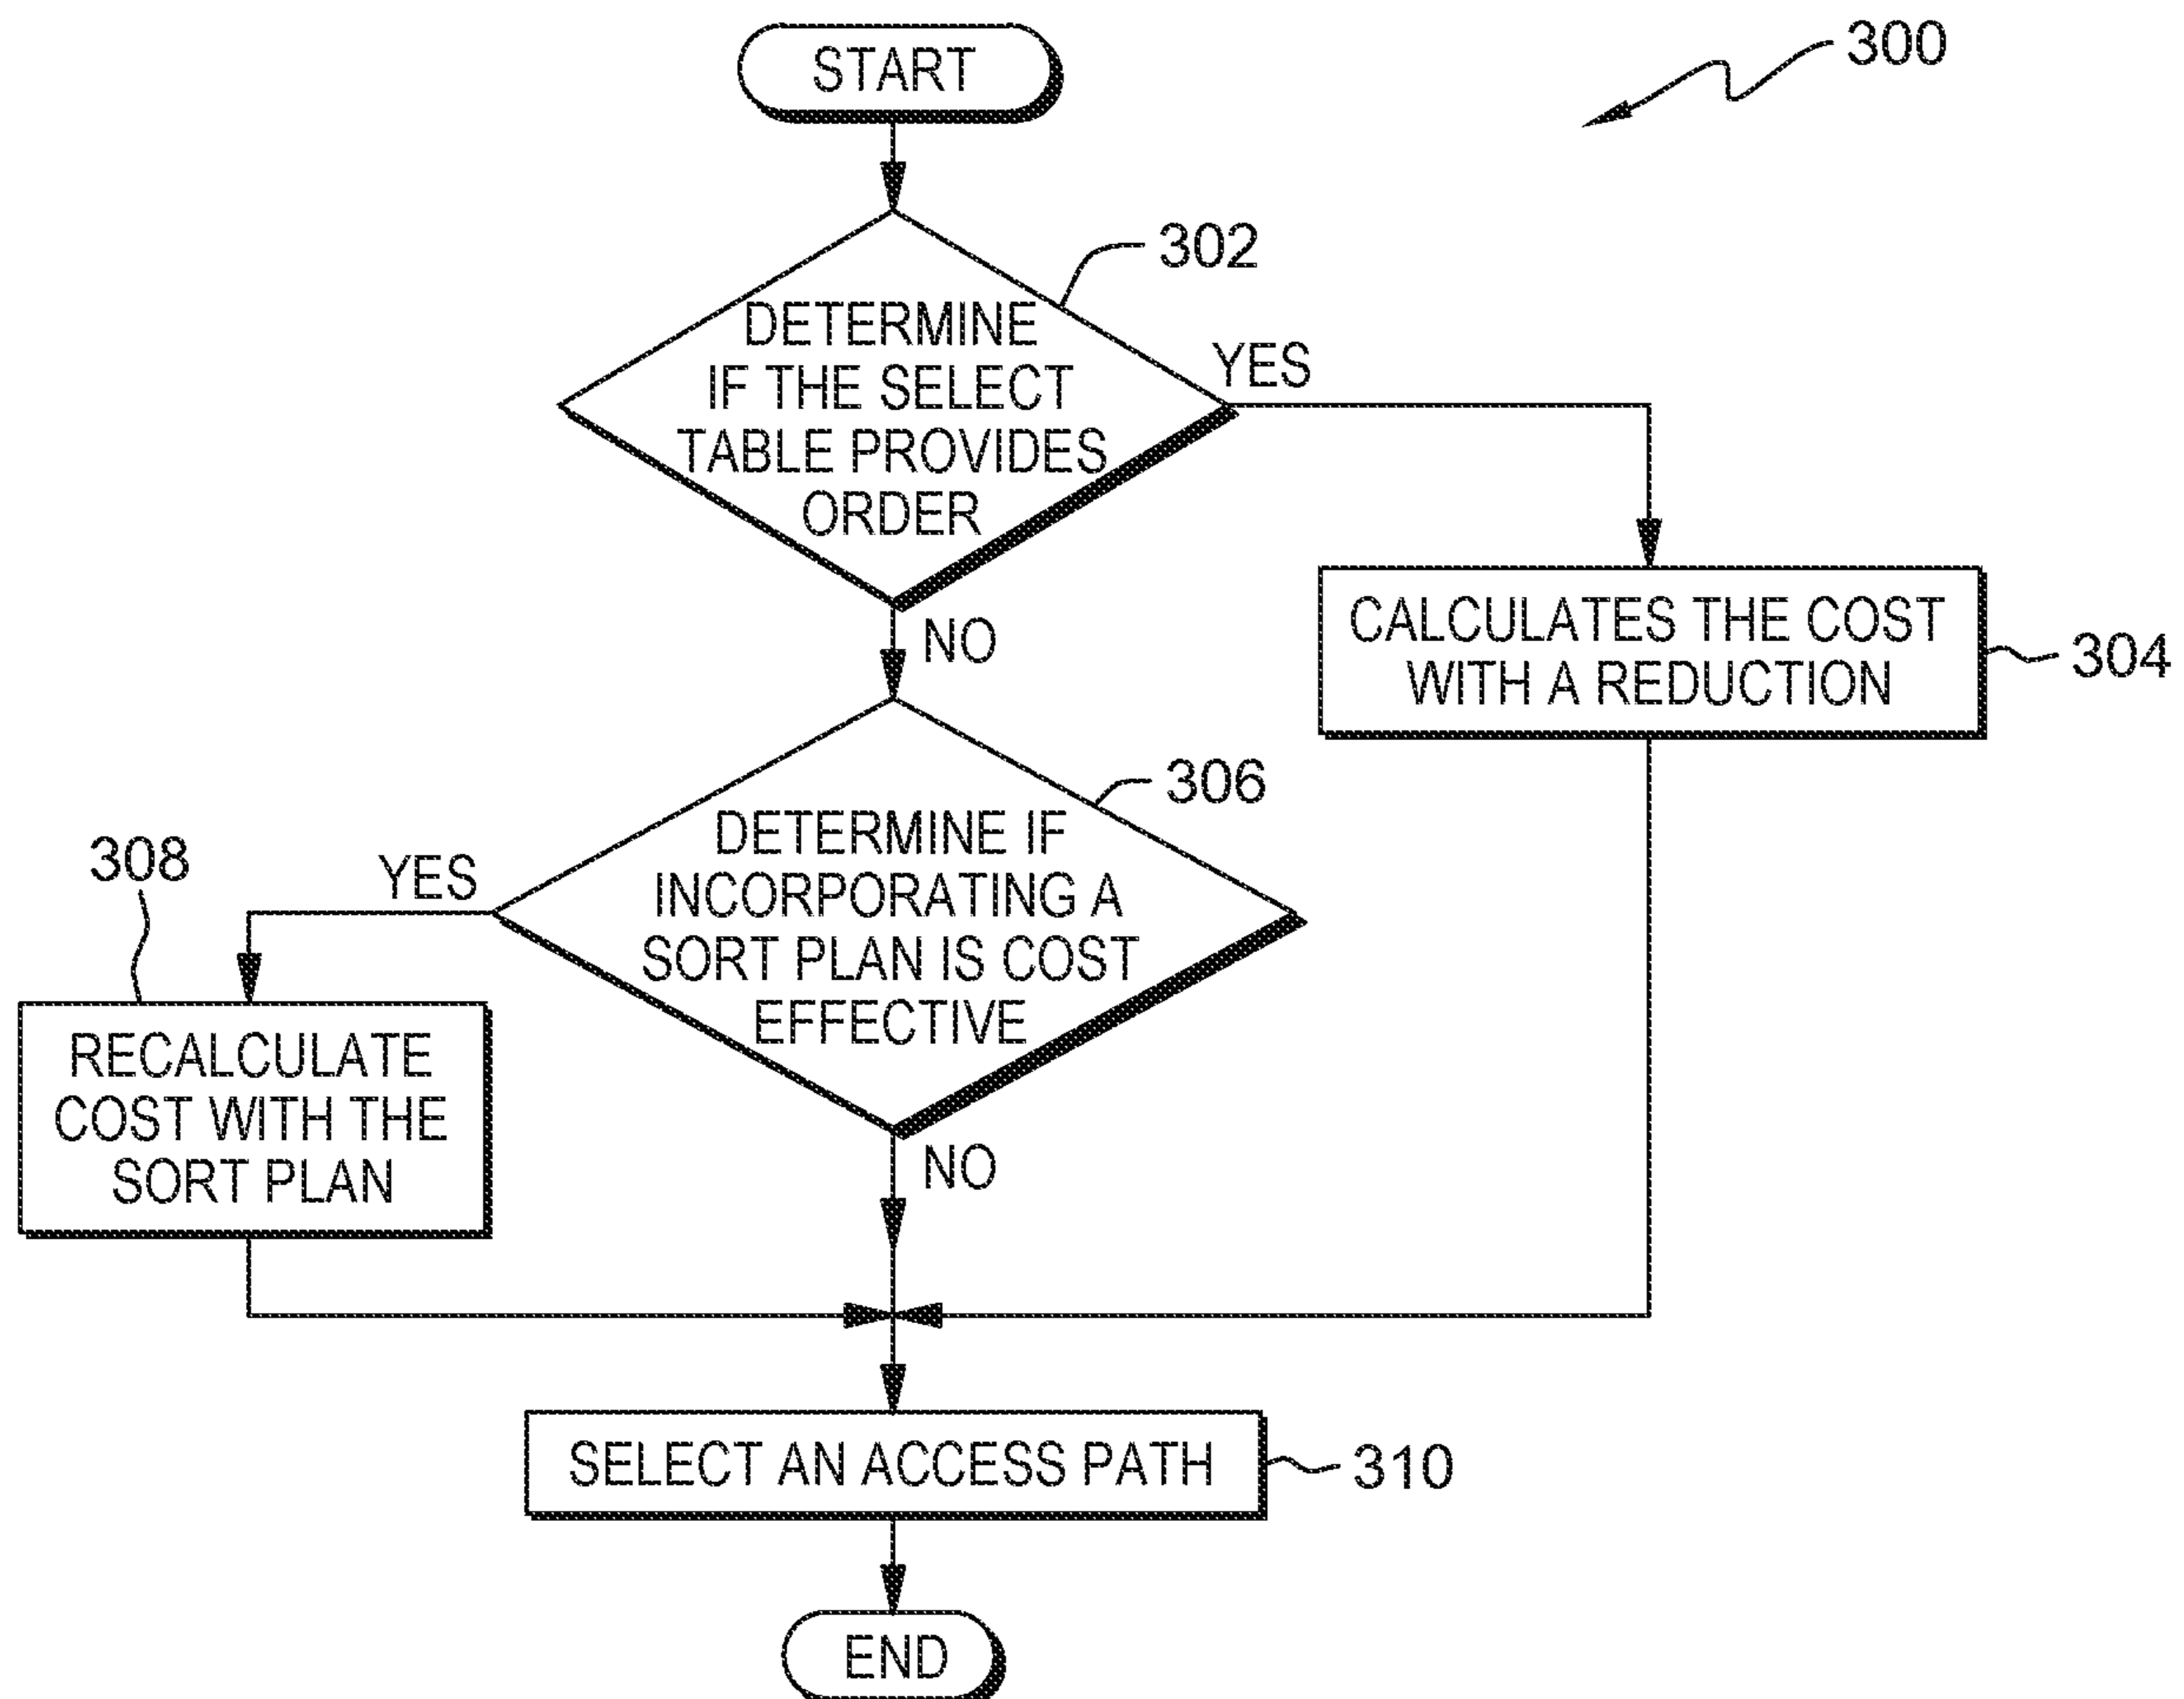 START
300
302
DETERMINE
IF THE SELECT
TABLE PROVIDES
ORDER
YES
NO
CALCULATES THE COST
WITH A REDUCTION
304
306
DETERMINE IF
INCORPORATING A
SORT PLAN IS COST
EFFECTIVE
YES
308
RECALCULATE
COST WITH THE
SORT PLAN
NO
SELECT AN ACCESS PATH
310
END